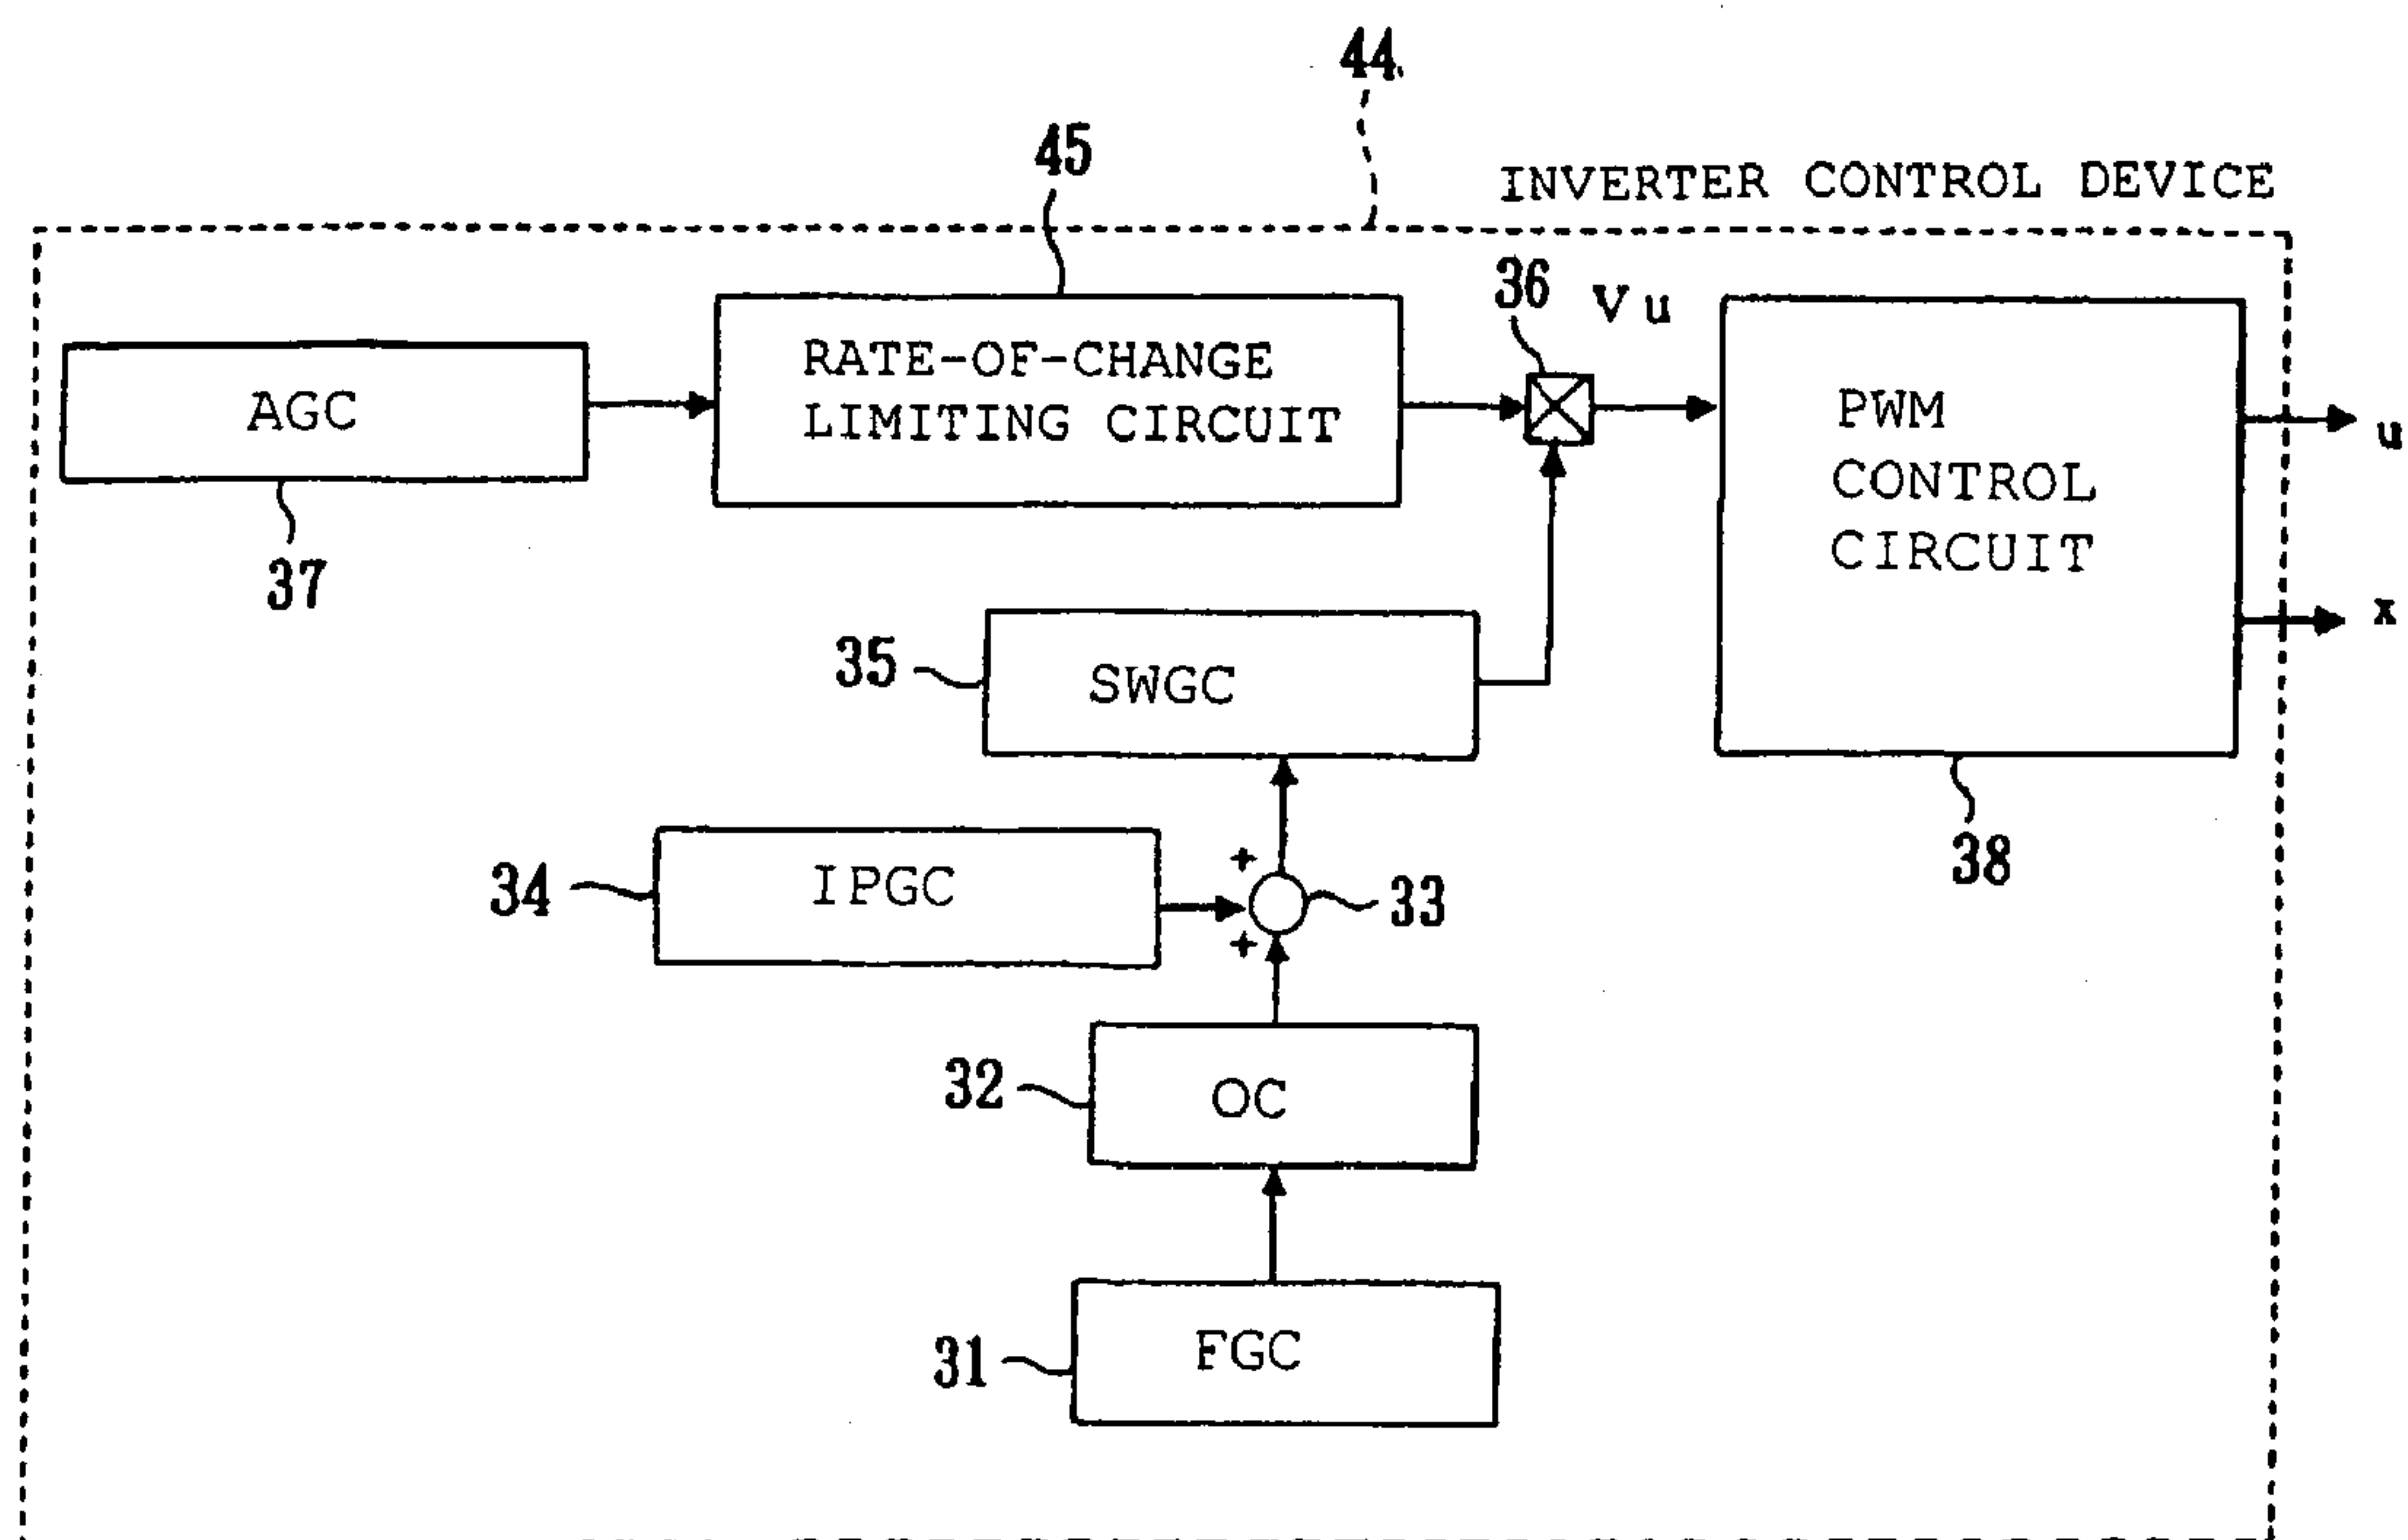 44
45
INVERTER CONTROL DEVICE
36
Vu
AGC
RATE-OF-CHANGE
LIMITING CIRCUIT
PWM
CONTROL
CIRCUIT
u
37
x
35
SWGC
38
34
IPGC
+
33
+
32
OC
31
FGC